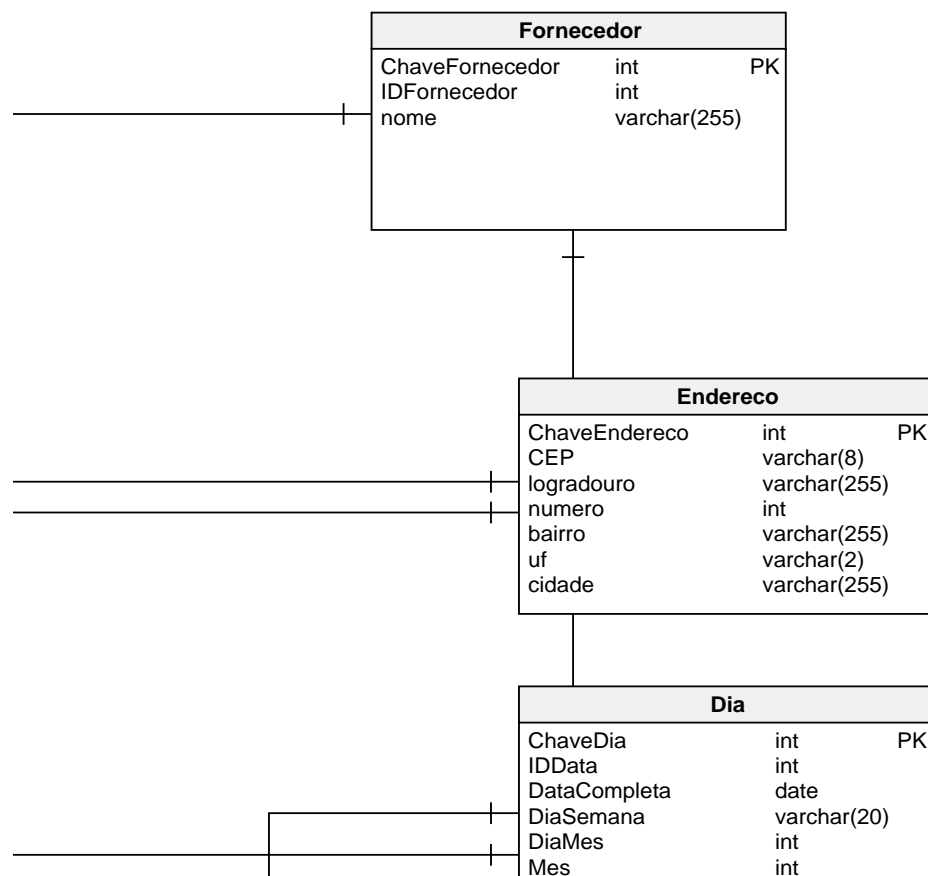 Fornecedor
ChaveFornecedor int PK
IDFornecedor int
nome varchar(255)
Endereco
ChaveEndereco int PK
CEP varchar(8)
logradouro varchar(255)
numero int
bairro varchar(255)
uf varchar(2)
cidade varchar(255)
Dia
ChaveDia int PK
IDData int
DataCompleta date
DiaSemana varchar(20)
DiaMes int
Mes int